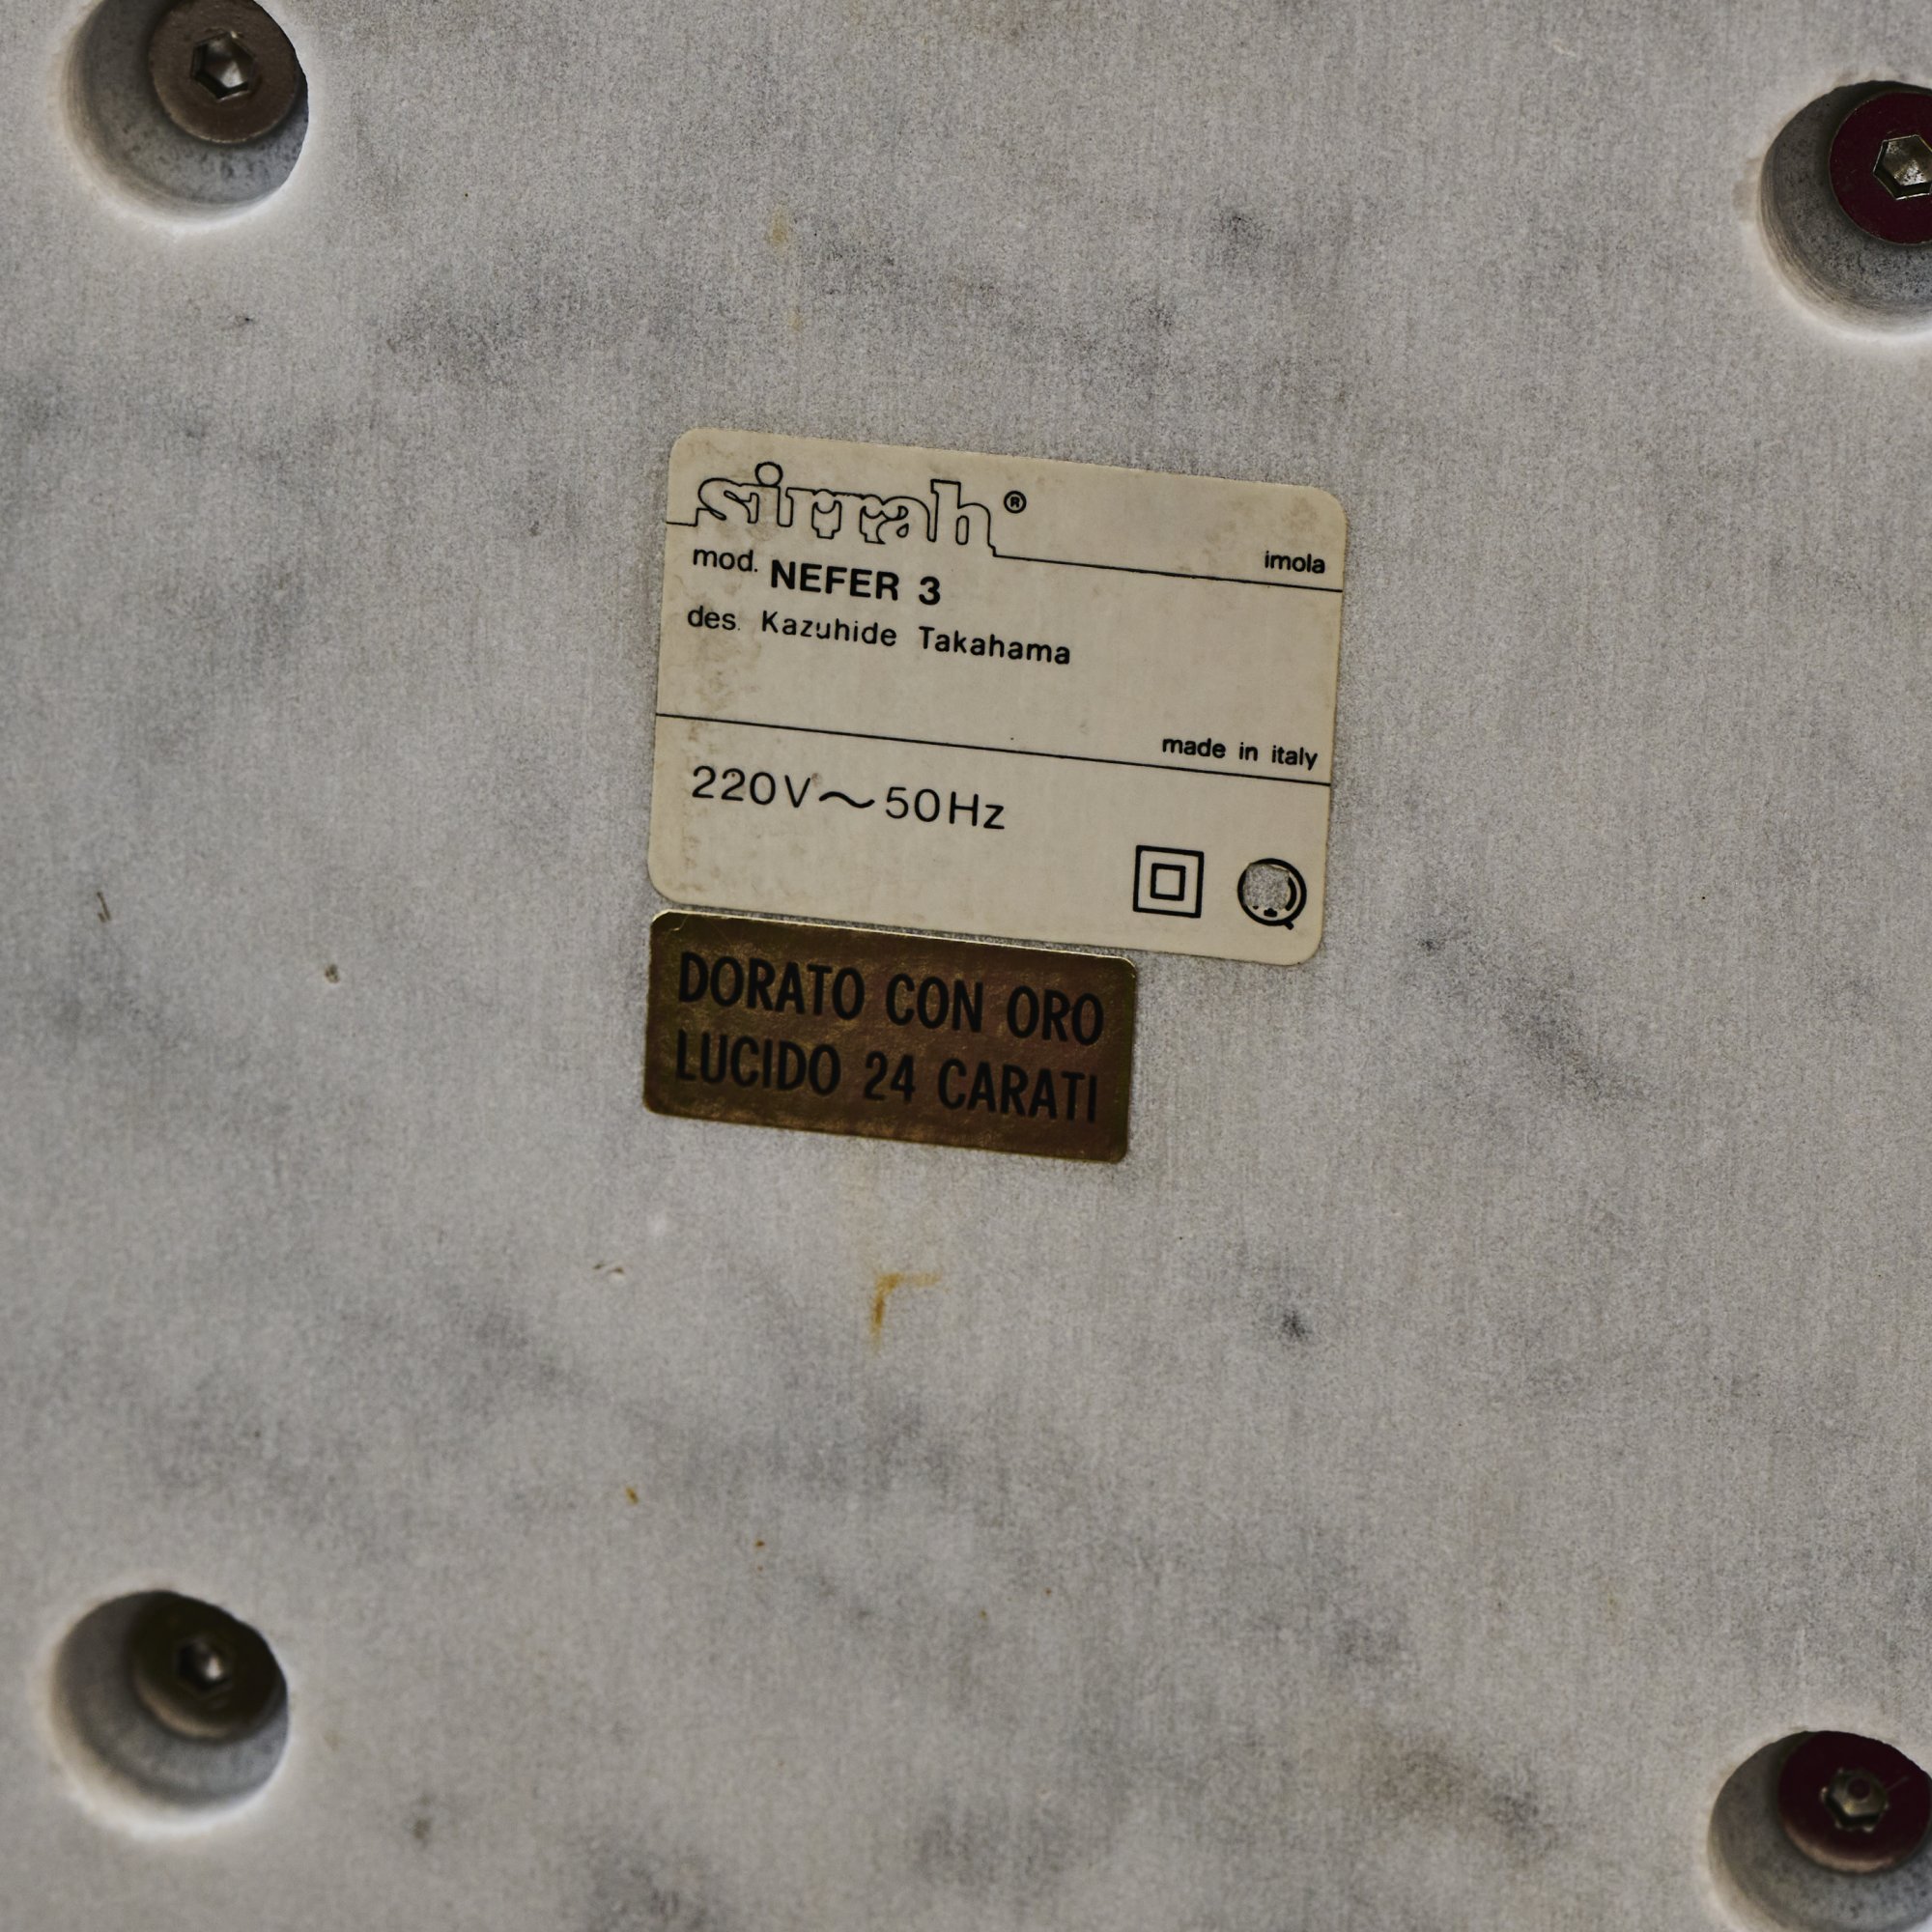 sirrah®
imola
mod. NEFER 3
des. Kazuhide Takahama
made in italy
220V~50Hz
DORATO CON ORO
LUCIDO 24 CARATI